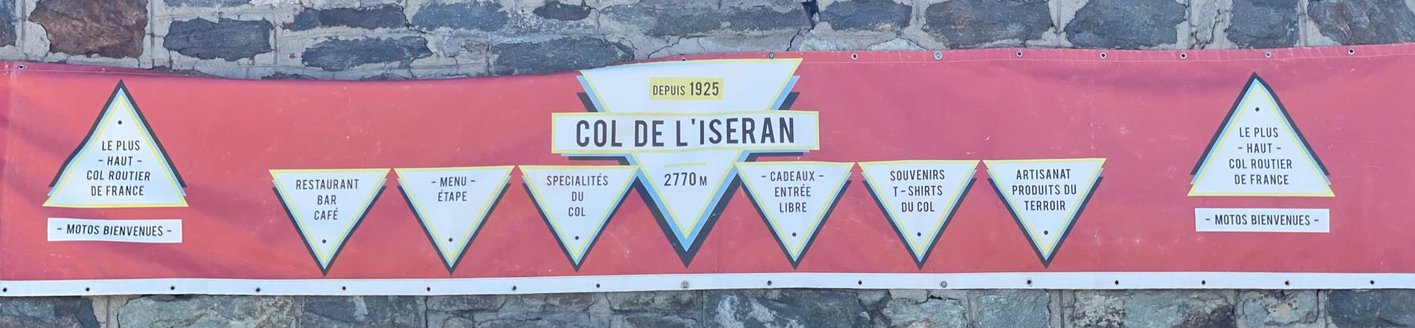 LE PLUS
- HAUT -
COL ROUTIER
DE FRANCE
- MOTOS BIENVENUES -
RESTAURANT
BAR
CAFÉ
- MENU -
ÉTAPE
SPECIALITÉS
DU
COL
DEPUIS 1925
COL DE L'ISERAN
2770 M
- CADEAUX -
ENTRÉE
LIBRE
SOUVENIRS
T-SHIRTS
DU COL
ARTISANAT
PRODUITS DU
TERROIR
LE PLUS
- HAUT -
COL ROUTIER
DE FRANCE
- MOTOS BIENVENUES -